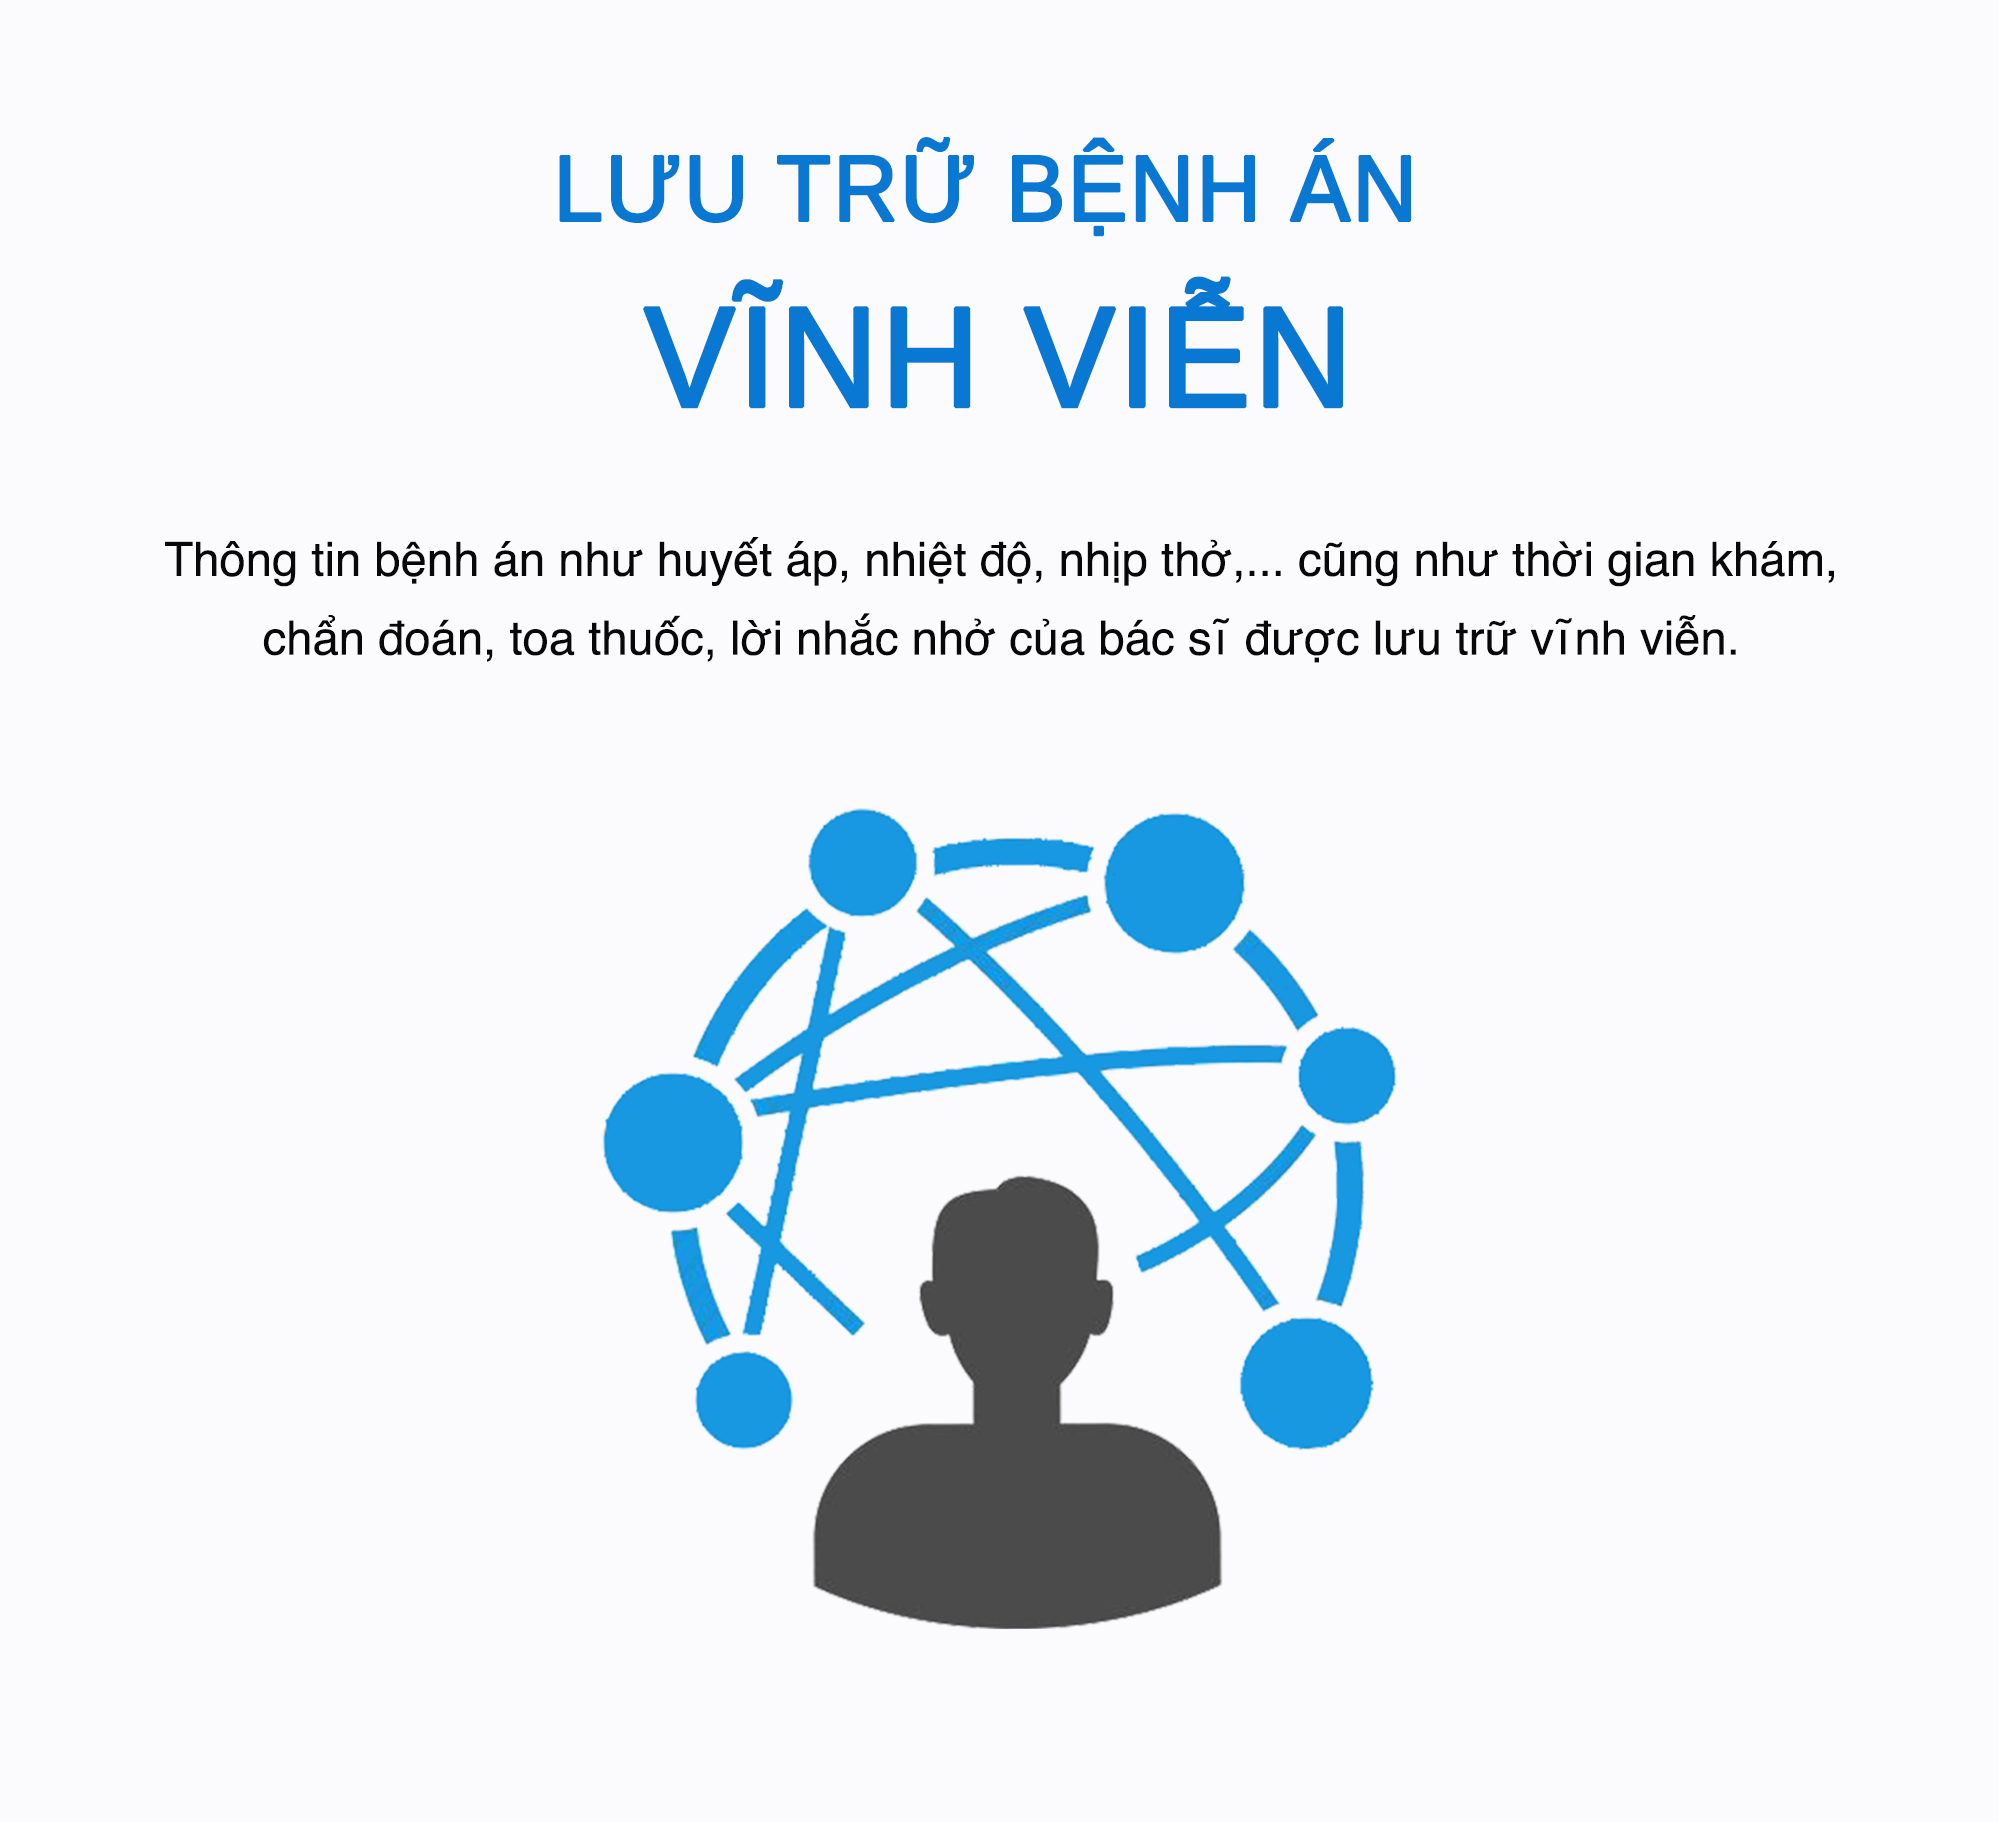 LƯU TRỮ BỆNH ÁN
VĨNH VIỄN
Thông tin bệnh án như huyết áp, nhiệt độ, nhịp thở,... cũng như thời gian khám,
chẩn đoán, toa thuốc, lời nhắc nhở của bác sĩ được lưu trữ vĩnh viễn.